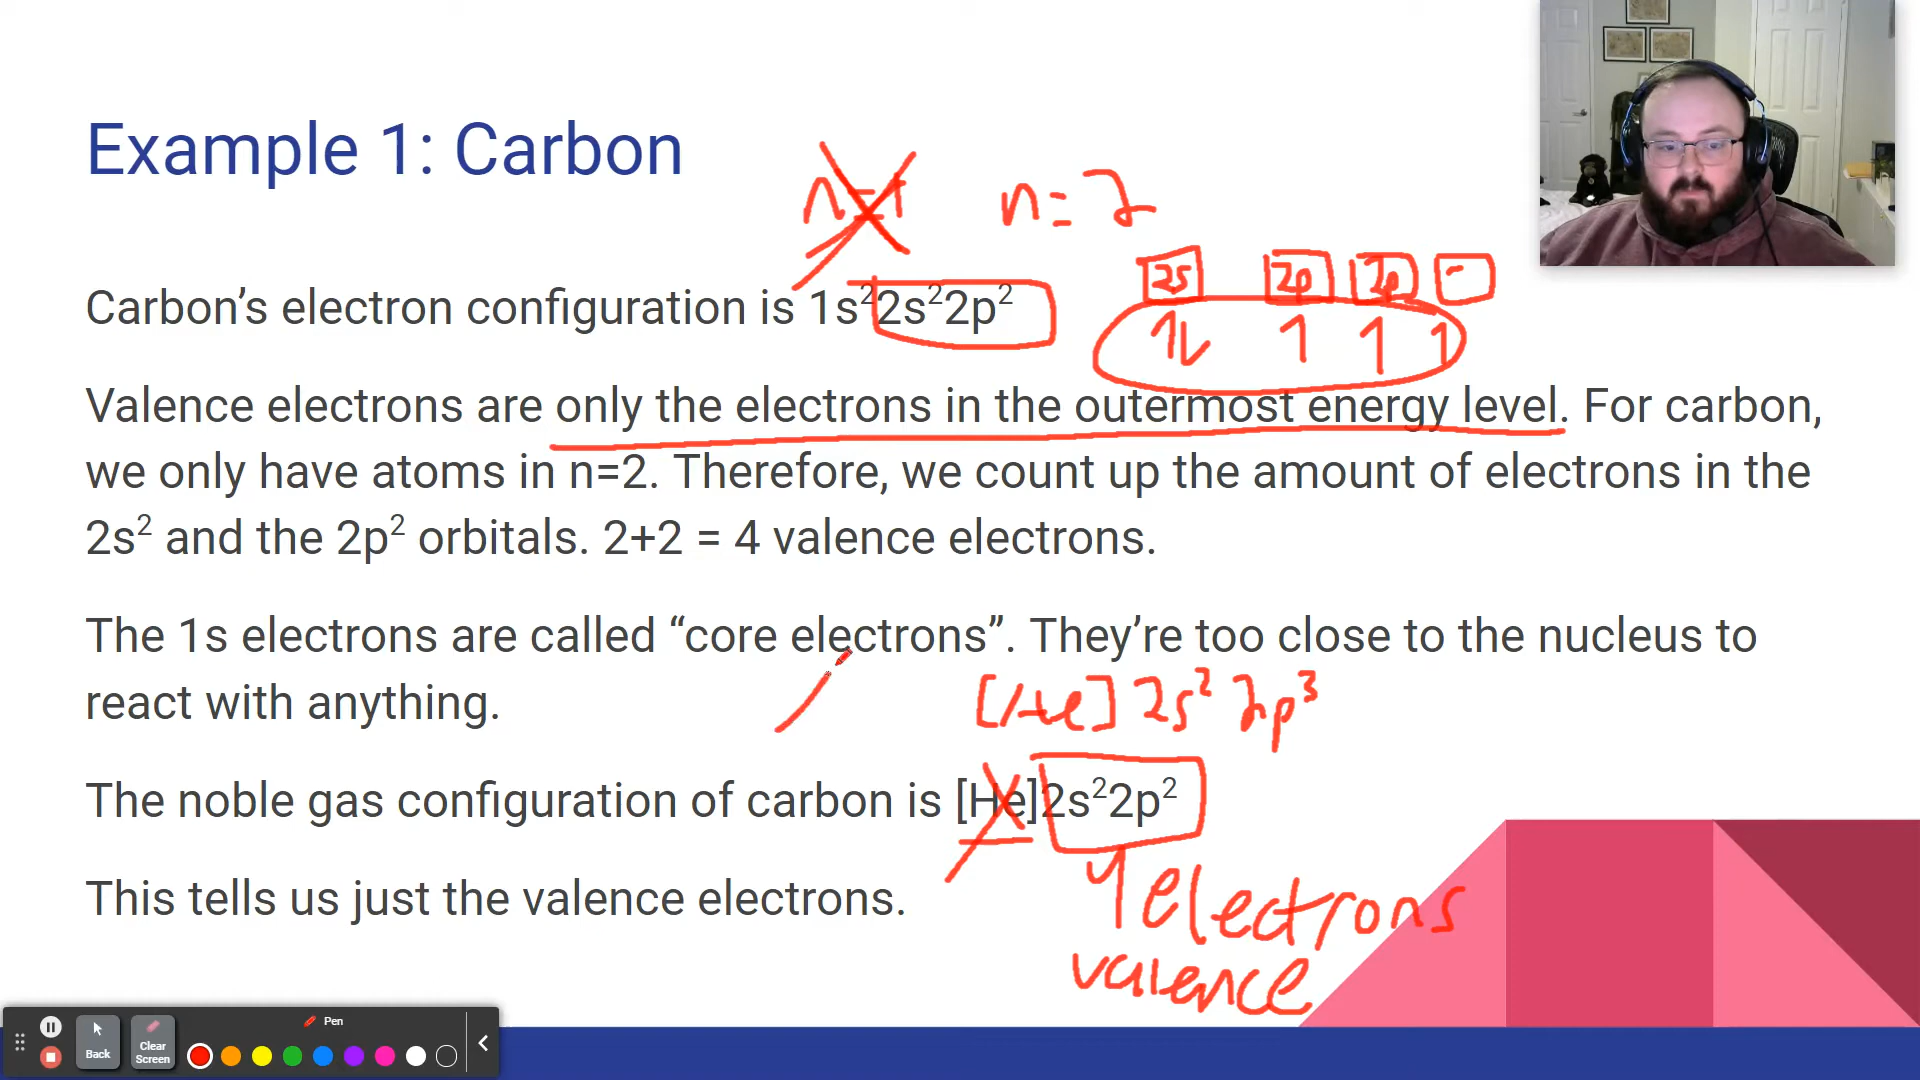 Example 1: Carbon
n=1
n=2
2s 2p 2p -
Carbon’s electron configuration is 1s²2s²2p²
↿⇂ 1 1 1
Valence electrons are only the electrons in the outermost energy level. For carbon,
we only have atoms in n=2. Therefore, we count up the amount of electrons in the
2s² and the 2p² orbitals. 2+2 = 4 valence electrons.
The 1s electrons are called “core electrons”. They’re too close to the nucleus to
react with anything.
[He] 2s² 2p³
The noble gas configuration of carbon is [He]2s²2p²
This tells us just the valence electrons.
4 electrons
valence
Pen
Back
Clear
Screen